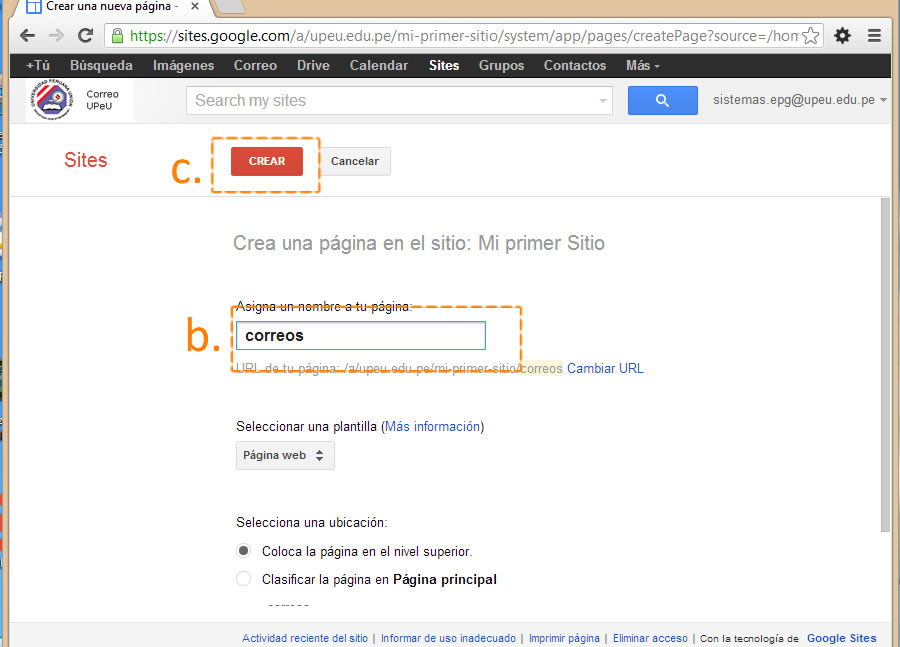 Crear una nueva página -
https://sites.google.com/a/upeu.edu.pe/mi-primer-sitio/system/app/pages/createPage?source=/hom
+Tú Búsqueda Imágenes Correo Drive Calendar Sites Grupos Contactos Más
UNIVERSIDAD PERUANA UNION
Correo
UPeU
Search my sites
sistemas.epg@upeu.edu.pe
Sites
c.
CREAR
Cancelar
Crea una página en el sitio: Mi primer Sitio
Asigna un nombre a tu página:
b.
correos
URL de tu página: /a/upeu.edu.pe/mi-primer-sitio/correos Cambiar URL
Seleccionar una plantilla (Más información)
Página web
Selecciona una ubicación:
Coloca la página en el nivel superior.
Clasificar la página en Página principal
Actividad reciente del sitio | Informar de uso inadecuado | Imprimir página | Eliminar acceso | Con la tecnología de Google Sites